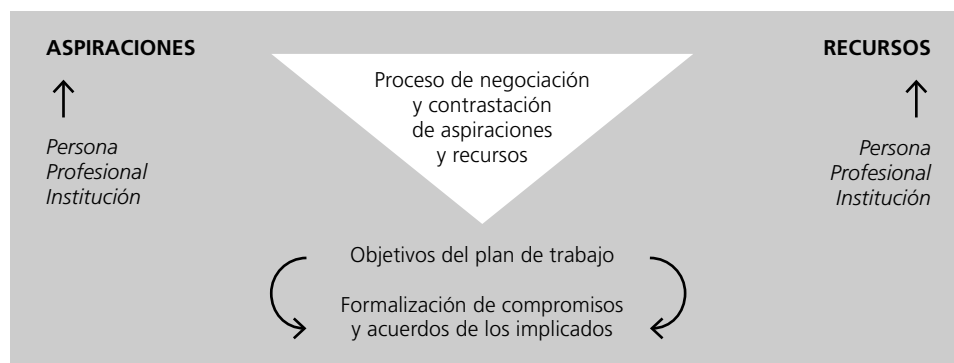 ASPIRACIONES
Persona
Profesional
Institución
Proceso de negociación
y contrastación
de aspiraciones
y recursos
RECURSOS
Persona
Profesional
Institución
Objetivos del plan de trabajo
Formalización de compromisos
y acuerdos de los implicados